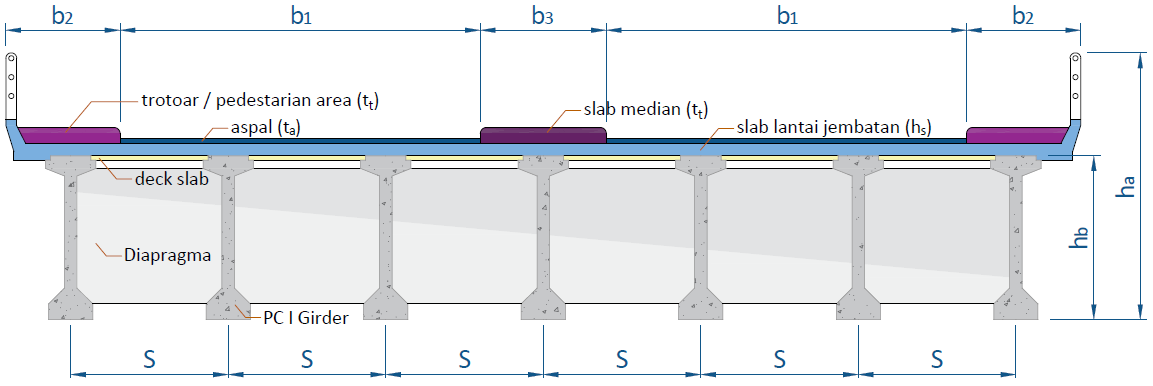 b2 b1 b3 b1 b2
trotoar / pedestarian area (tt)
slab median (tt)
aspal (ta)
slab lantai jembatan (hs)
deck slab
ha
hb
Diapragma
PC I Girder
S S S S S S